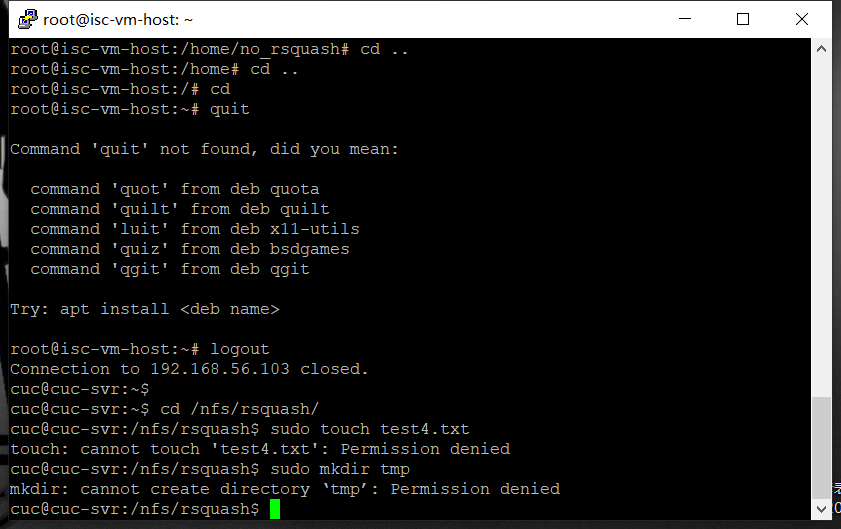 root@isc-vm-host: ~
root@isc-vm-host:/home/no_rsquash# cd ..
root@isc-vm-host:/home# cd ..
root@isc-vm-host:/# cd
root@isc-vm-host:~# quit
Command 'quit' not found, did you mean:
command 'quot' from deb quota
command 'quilt' from deb quilt
command 'luit' from deb x11-utils
command 'quiz' from deb bsdgames
command 'qgit' from deb qgit
Try: apt install <deb name>
root@isc-vm-host:~# logout
Connection to 192.168.56.103 closed.
cuc@cuc-svr:~$
cuc@cuc-svr:~$ cd /nfs/rsquash/
cuc@cuc-svr:/nfs/rsquash$ sudo touch test4.txt
touch: cannot touch 'test4.txt': Permission denied
cuc@cuc-svr:/nfs/rsquash$ sudo mkdir tmp
mkdir: cannot create directory ‘tmp’: Permission denied
cuc@cuc-svr:/nfs/rsquash$